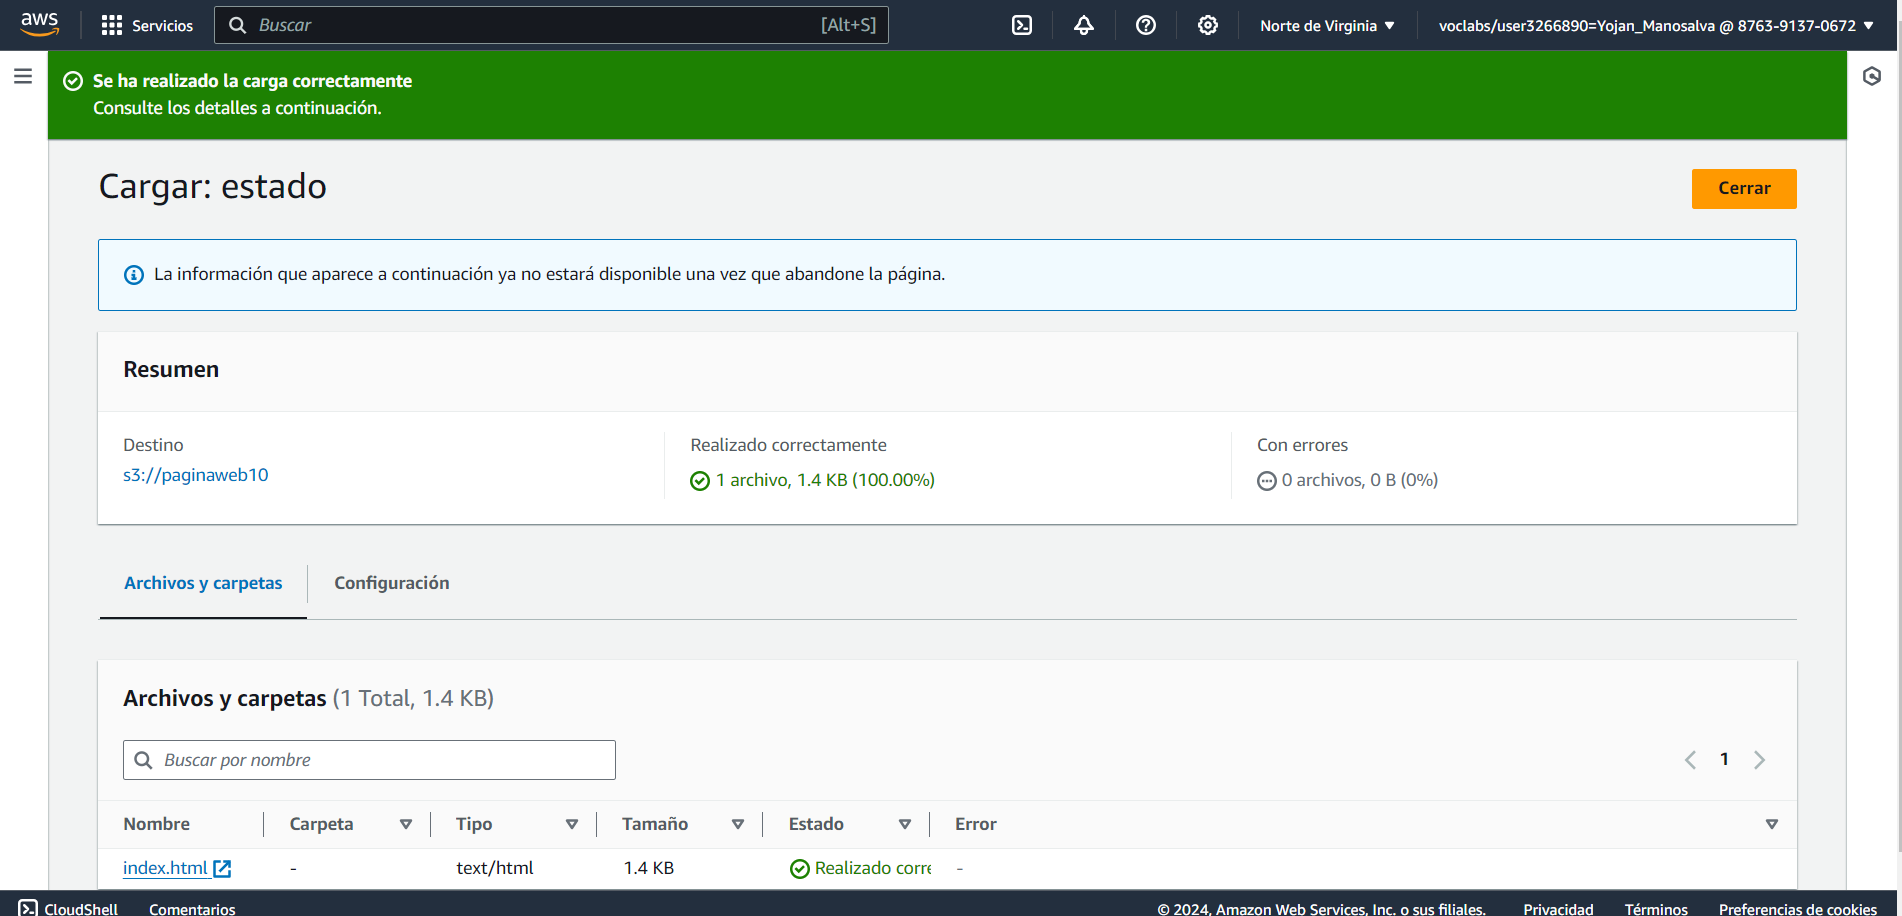 aws
Servicios
Buscar
[Alt+S]
Norte de Virginia
voclabs/user3266890=Yojan_Manosalva @ 8763-9137-0672
Se ha realizado la carga correctamente
Consulte los detalles a continuación.
Cargar: estado
Cerrar
La información que aparece a continuación ya no estará disponible una vez que abandone la página.
Resumen
Destino
s3://paginaweb10
Realizado correctamente
1 archivo, 1.4 KB (100.00%)
Con errores
0 archivos, 0 B (0%)
Archivos y carpetas
Configuración
Archivos y carpetas (1 Total, 1.4 KB)
Buscar por nombre
1
Nombre Carpeta Tipo Tamaño Estado Error
index.html - text/html 1.4 KB Realizado corre -
CloudShell Comentarios © 2024, Amazon Web Services, Inc. o sus filiales. Privacidad Términos Preferencias de cookies